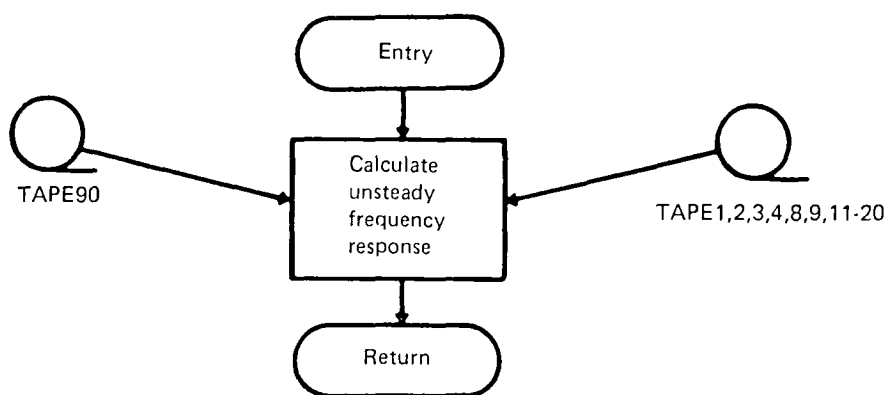 Entry
TAPE90
Calculate
unsteady
frequency
response
TAPE1,2,3,4,8,9,11-20
Return